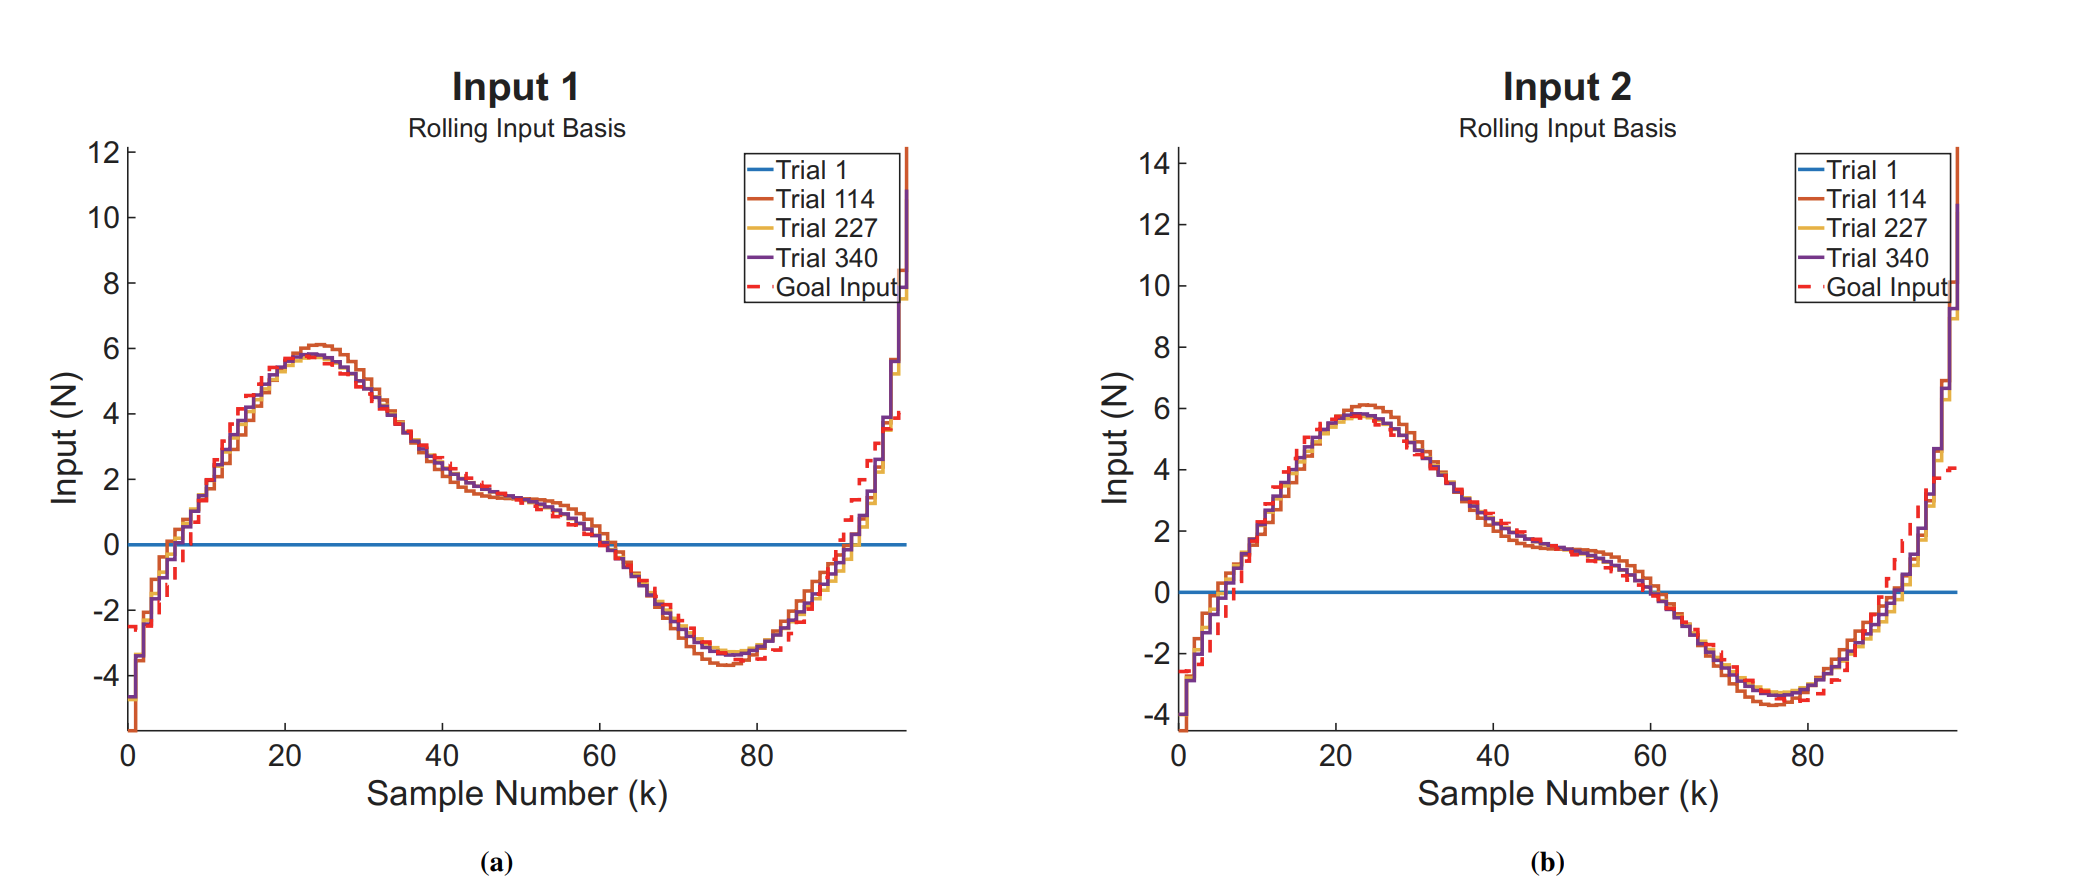 Input 1
Rolling Input Basis
12
10
8
6
4
2
0
-2
-4
Input (N)
Trial 1
Trial 114
Trial 227
Trial 340
Goal Input
0 20 40 60 80
Sample Number (k)
(a)
Input 2
Rolling Input Basis
14
12
10
8
6
4
2
0
-2
-4
Input (N)
Trial 1
Trial 114
Trial 227
Trial 340
Goal Input
0 20 40 60 80
Sample Number (k)
(b)